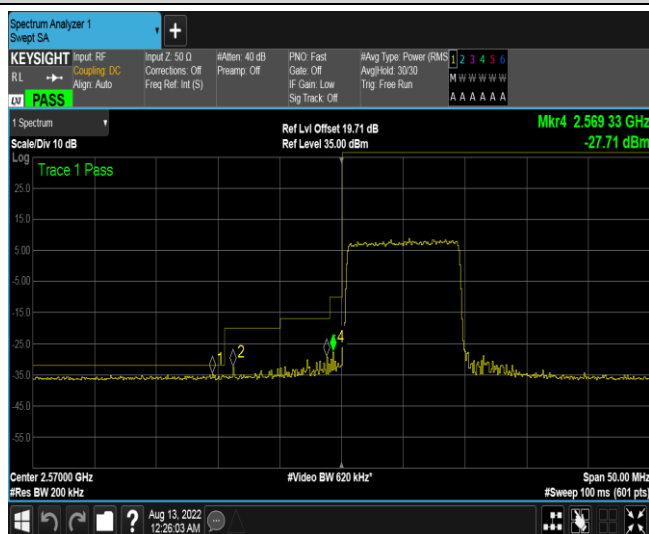 Spectrum Analyzer 1
Swept SA
+
KEYSIGHT
RL
LXI PASS
Input: RF
Coupling: DC
Align: Auto
Input Z: 50 Ω
Corrections: Off
Freq Ref: Int (S)
#Atten: 40 dB
Preamp: Off
PNO: Fast
Gate: Off
IF Gain: Low
Sig Track: Off
#Avg Type: Power (RMS
Avg|Hold: 30/30
Trig: Free Run
1 2 3 4 5 6
M W W W W W
A A A A A A
1 Spectrum
Scale/Div 10 dB
Ref Lvl Offset 19.71 dB
Ref Level 35.00 dBm
Mkr4 2.569 33 GHz
-27.71 dBm
Log
Trace 1 Pass
25.0
15.0
5.00
-5.00
-15.0
-25.0
-35.0
-45.0
-55.0
1
2
4
Center 2.57000 GHz
#Res BW 200 kHz
#Video BW 620 kHz*
Span 50.00 MHz
#Sweep 100 ms (601 pts)
?
Aug 13, 2022
12:26:03 AM